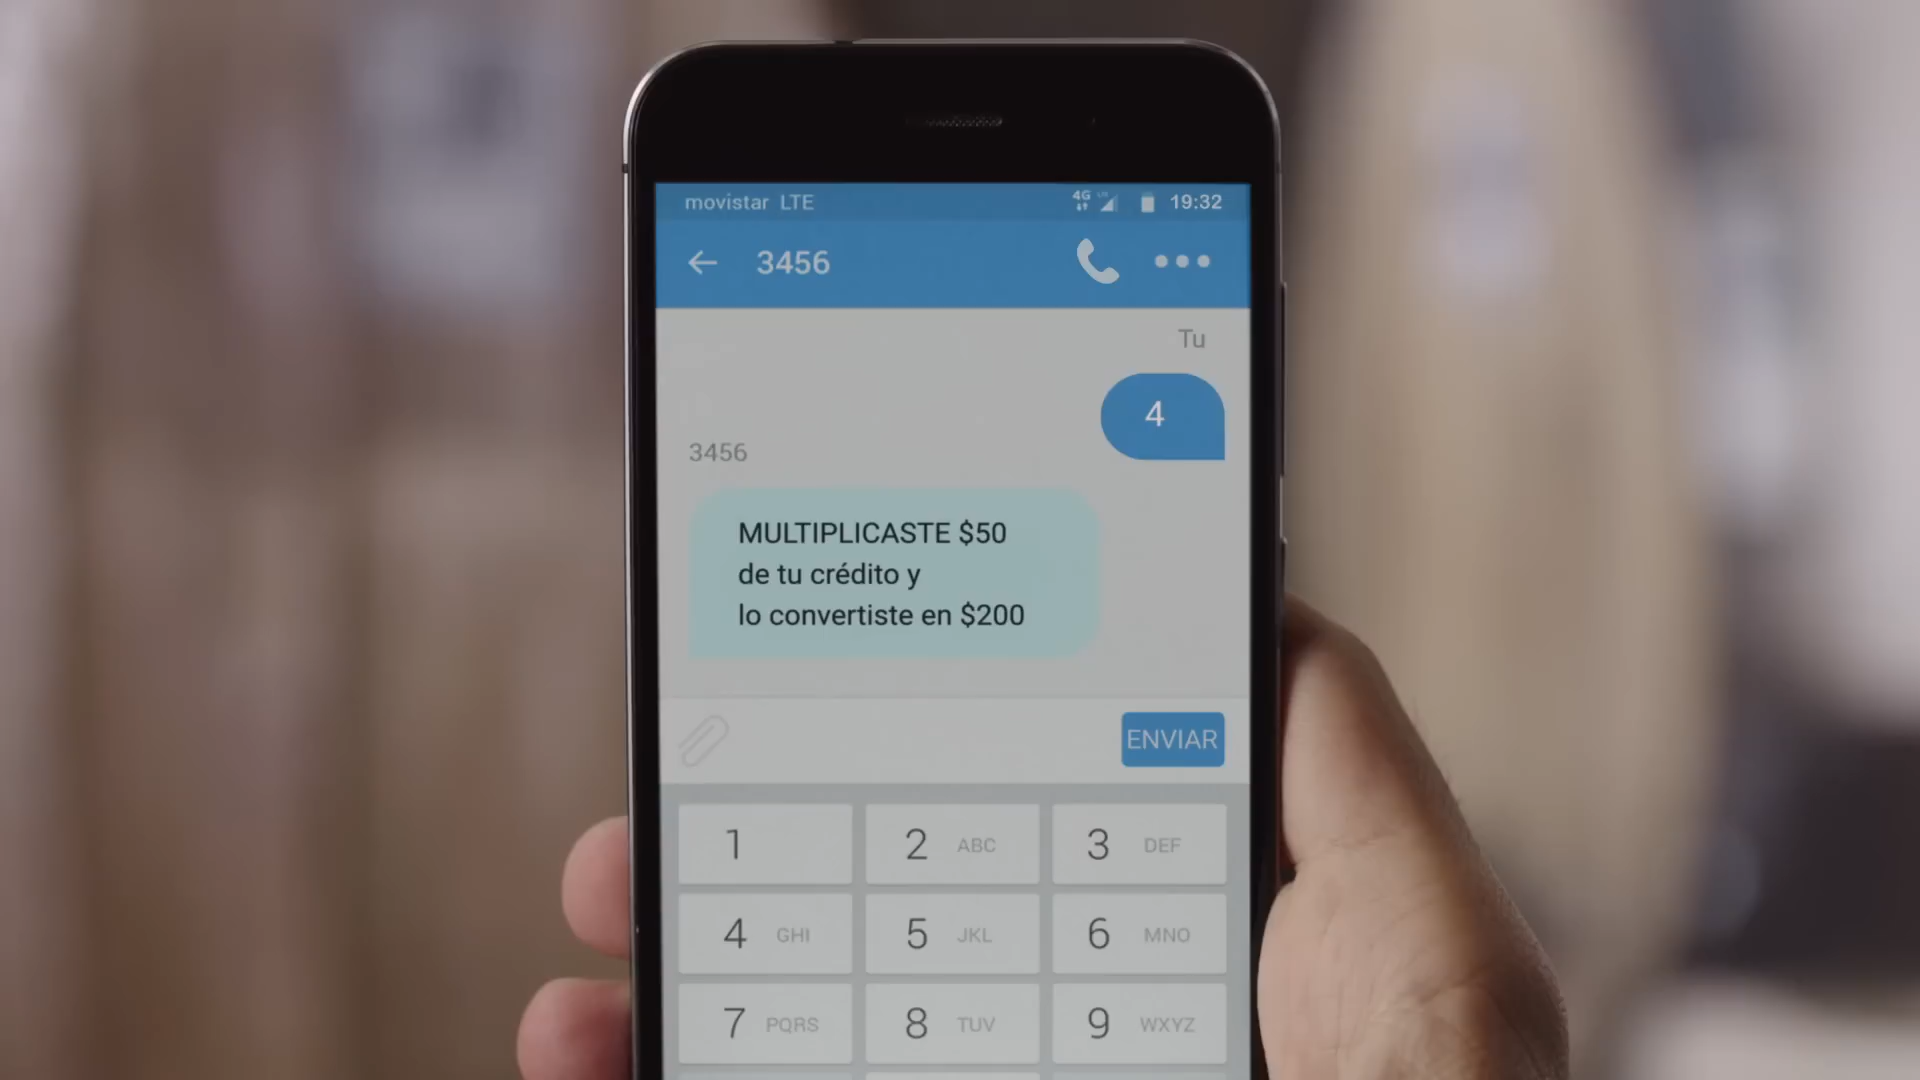 movistar LTE 4G 19:32
3456
Tu
4
3456
MULTIPLICASTE $50
de tu crédito y
lo convertiste en $200
ENVIAR
1 2 ABC 3 DEF
4 GHI 5 JKL 6 MNO
7 PQRS 8 TUV 9 WXYZ